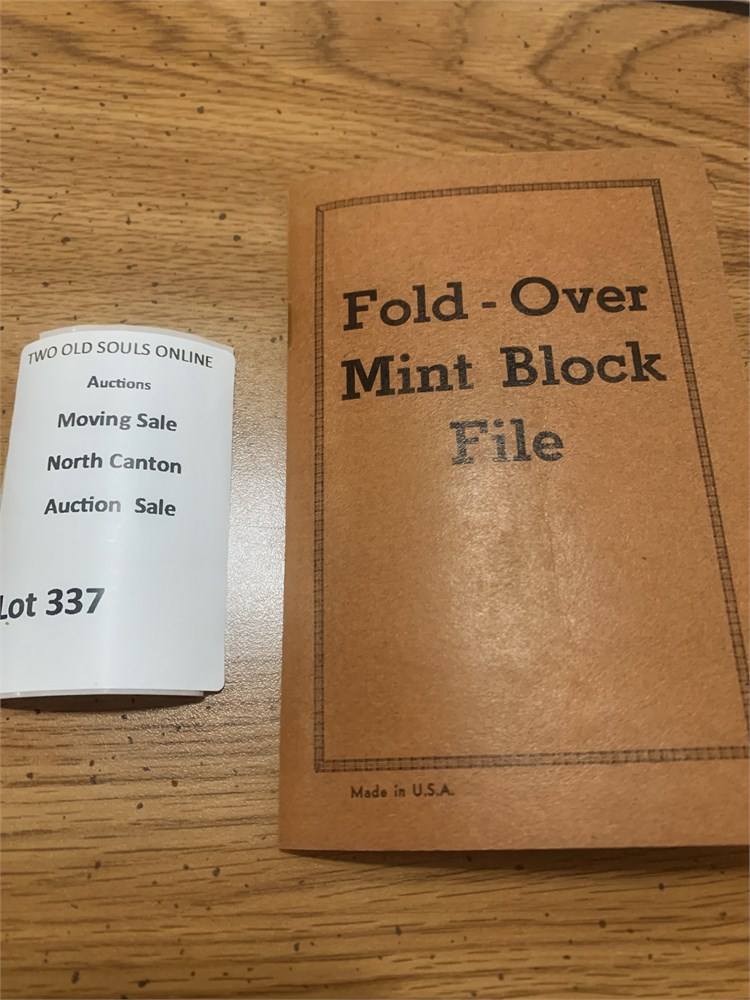 TWO OLD SOULS ONLINE
Auctions
Moving Sale
North Canton
Auction Sale
Lot 337
Fold-Over
Mint Block
File
Made in U.S.A.